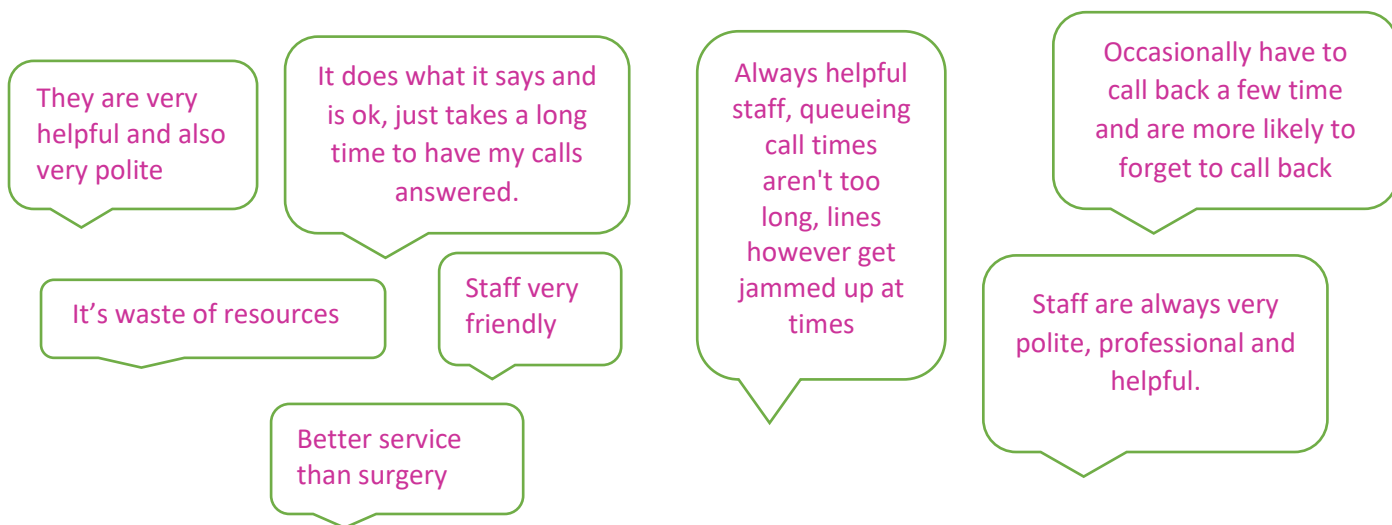 They are very
helpful and also
very polite
It does what it says and
is ok, just takes a long
time to have my calls
answered.
Always helpful
staff, queueing
call times
aren't too
long, lines
however get
jammed up at
times
Occasionally have to
call back a few time
and are more likely to
forget to call back
It’s waste of resources
Staff very
friendly
Staff are always very
polite, professional and
helpful.
Better service
than surgery